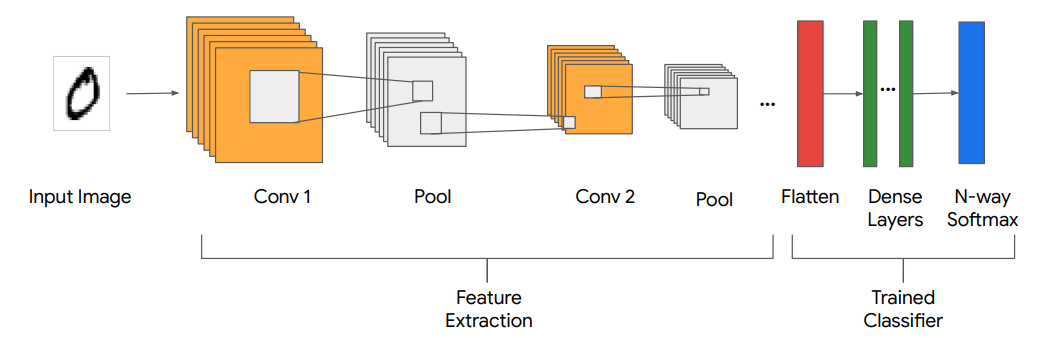 Input Image
Conv 1
Pool
Conv 2
Pool
...
Flatten
...
Dense
Layers
N-way
Softmax
Feature
Extraction
Trained
Classifier